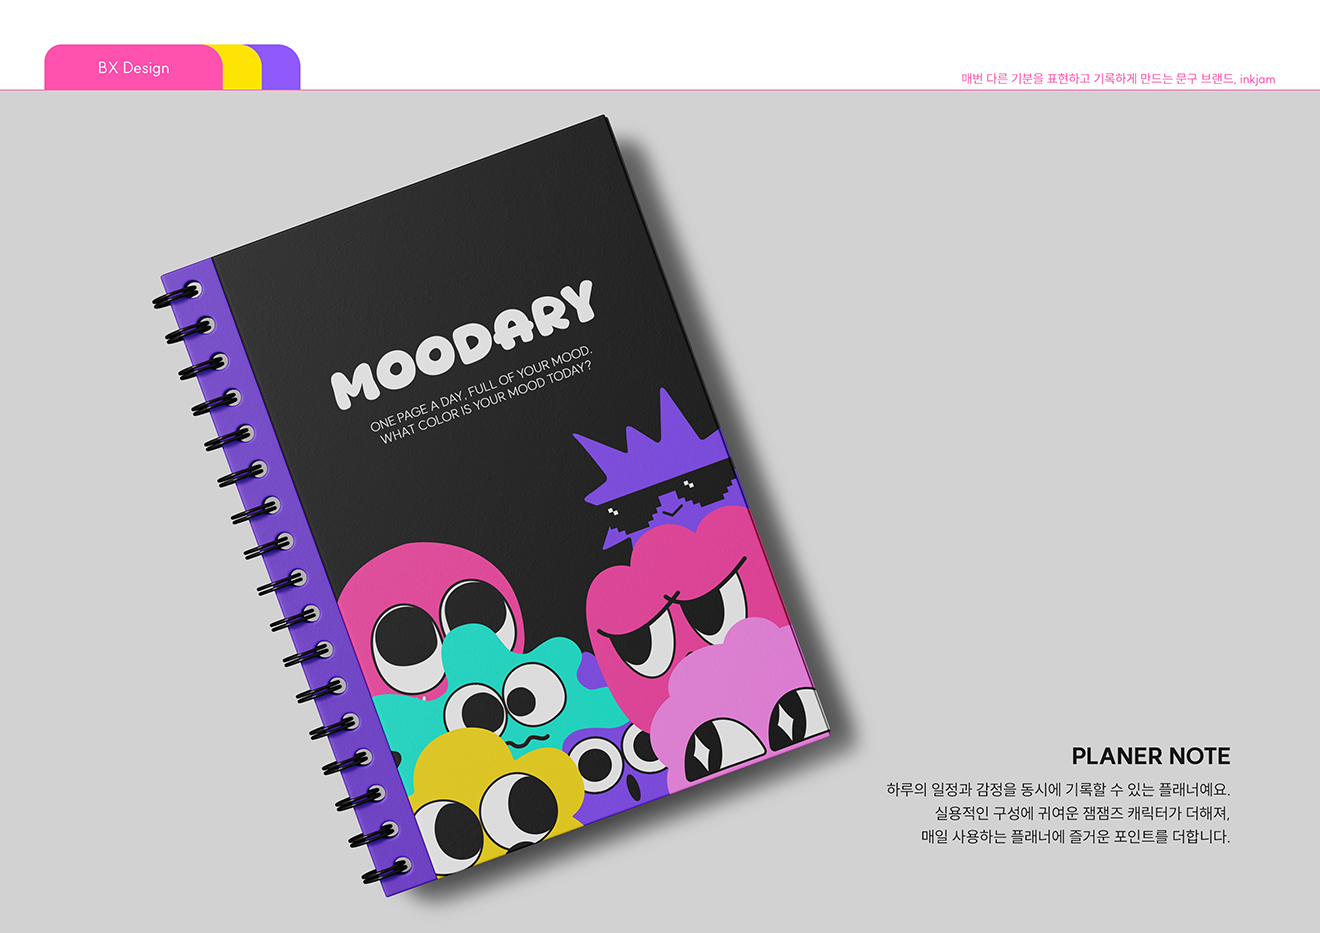 BX Design
매번 다른 기분을 표현하고 기록하게 만드는 문구 브랜드, inkjam
MOODARY
ONE PAGE A DAY, FULL OF YOUR MOOD.
WHAT COLOR IS YOUR MOOD TODAY?
PLANER NOTE
하루의 일정과 감정을 동시에 기록할 수 있는 플래너예요.
실용적인 구성에 귀여운 잼잼즈 캐릭터가 더해져,
매일 사용하는 플래너에 즐거운 포인트를 더합니다.